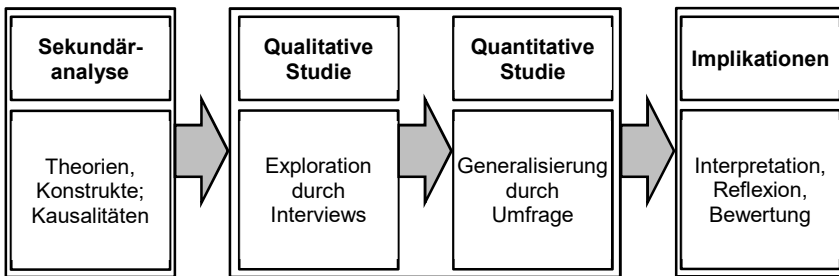 Sekundär-
analyse
Qualitative
Studie
Quantitative
Studie
Implikationen
Theorien,
Konstrukte;
Kausalitäten
Exploration
durch
Interviews
Generalisierung
durch
Umfrage
Interpretation,
Reflexion,
Bewertung